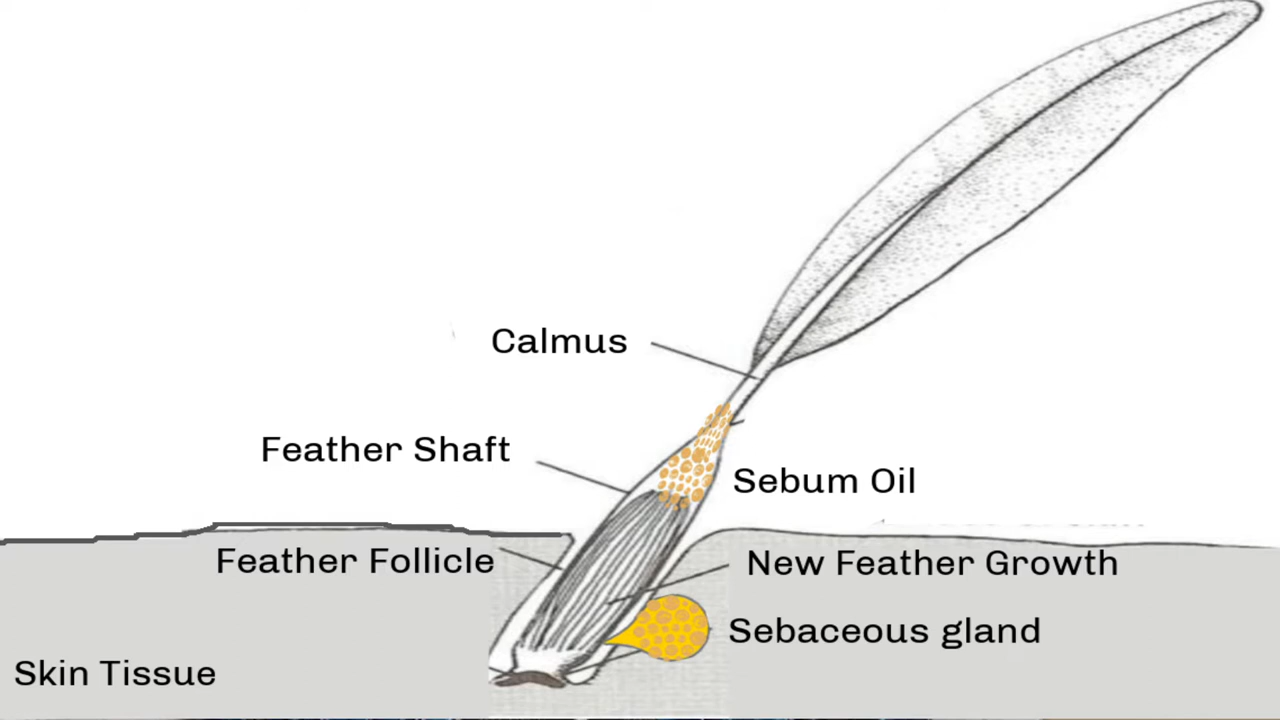 Calmus
Feather Shaft
Sebum Oil
Feather Follicle
New Feather Growth
Sebaceous gland
Skin Tissue